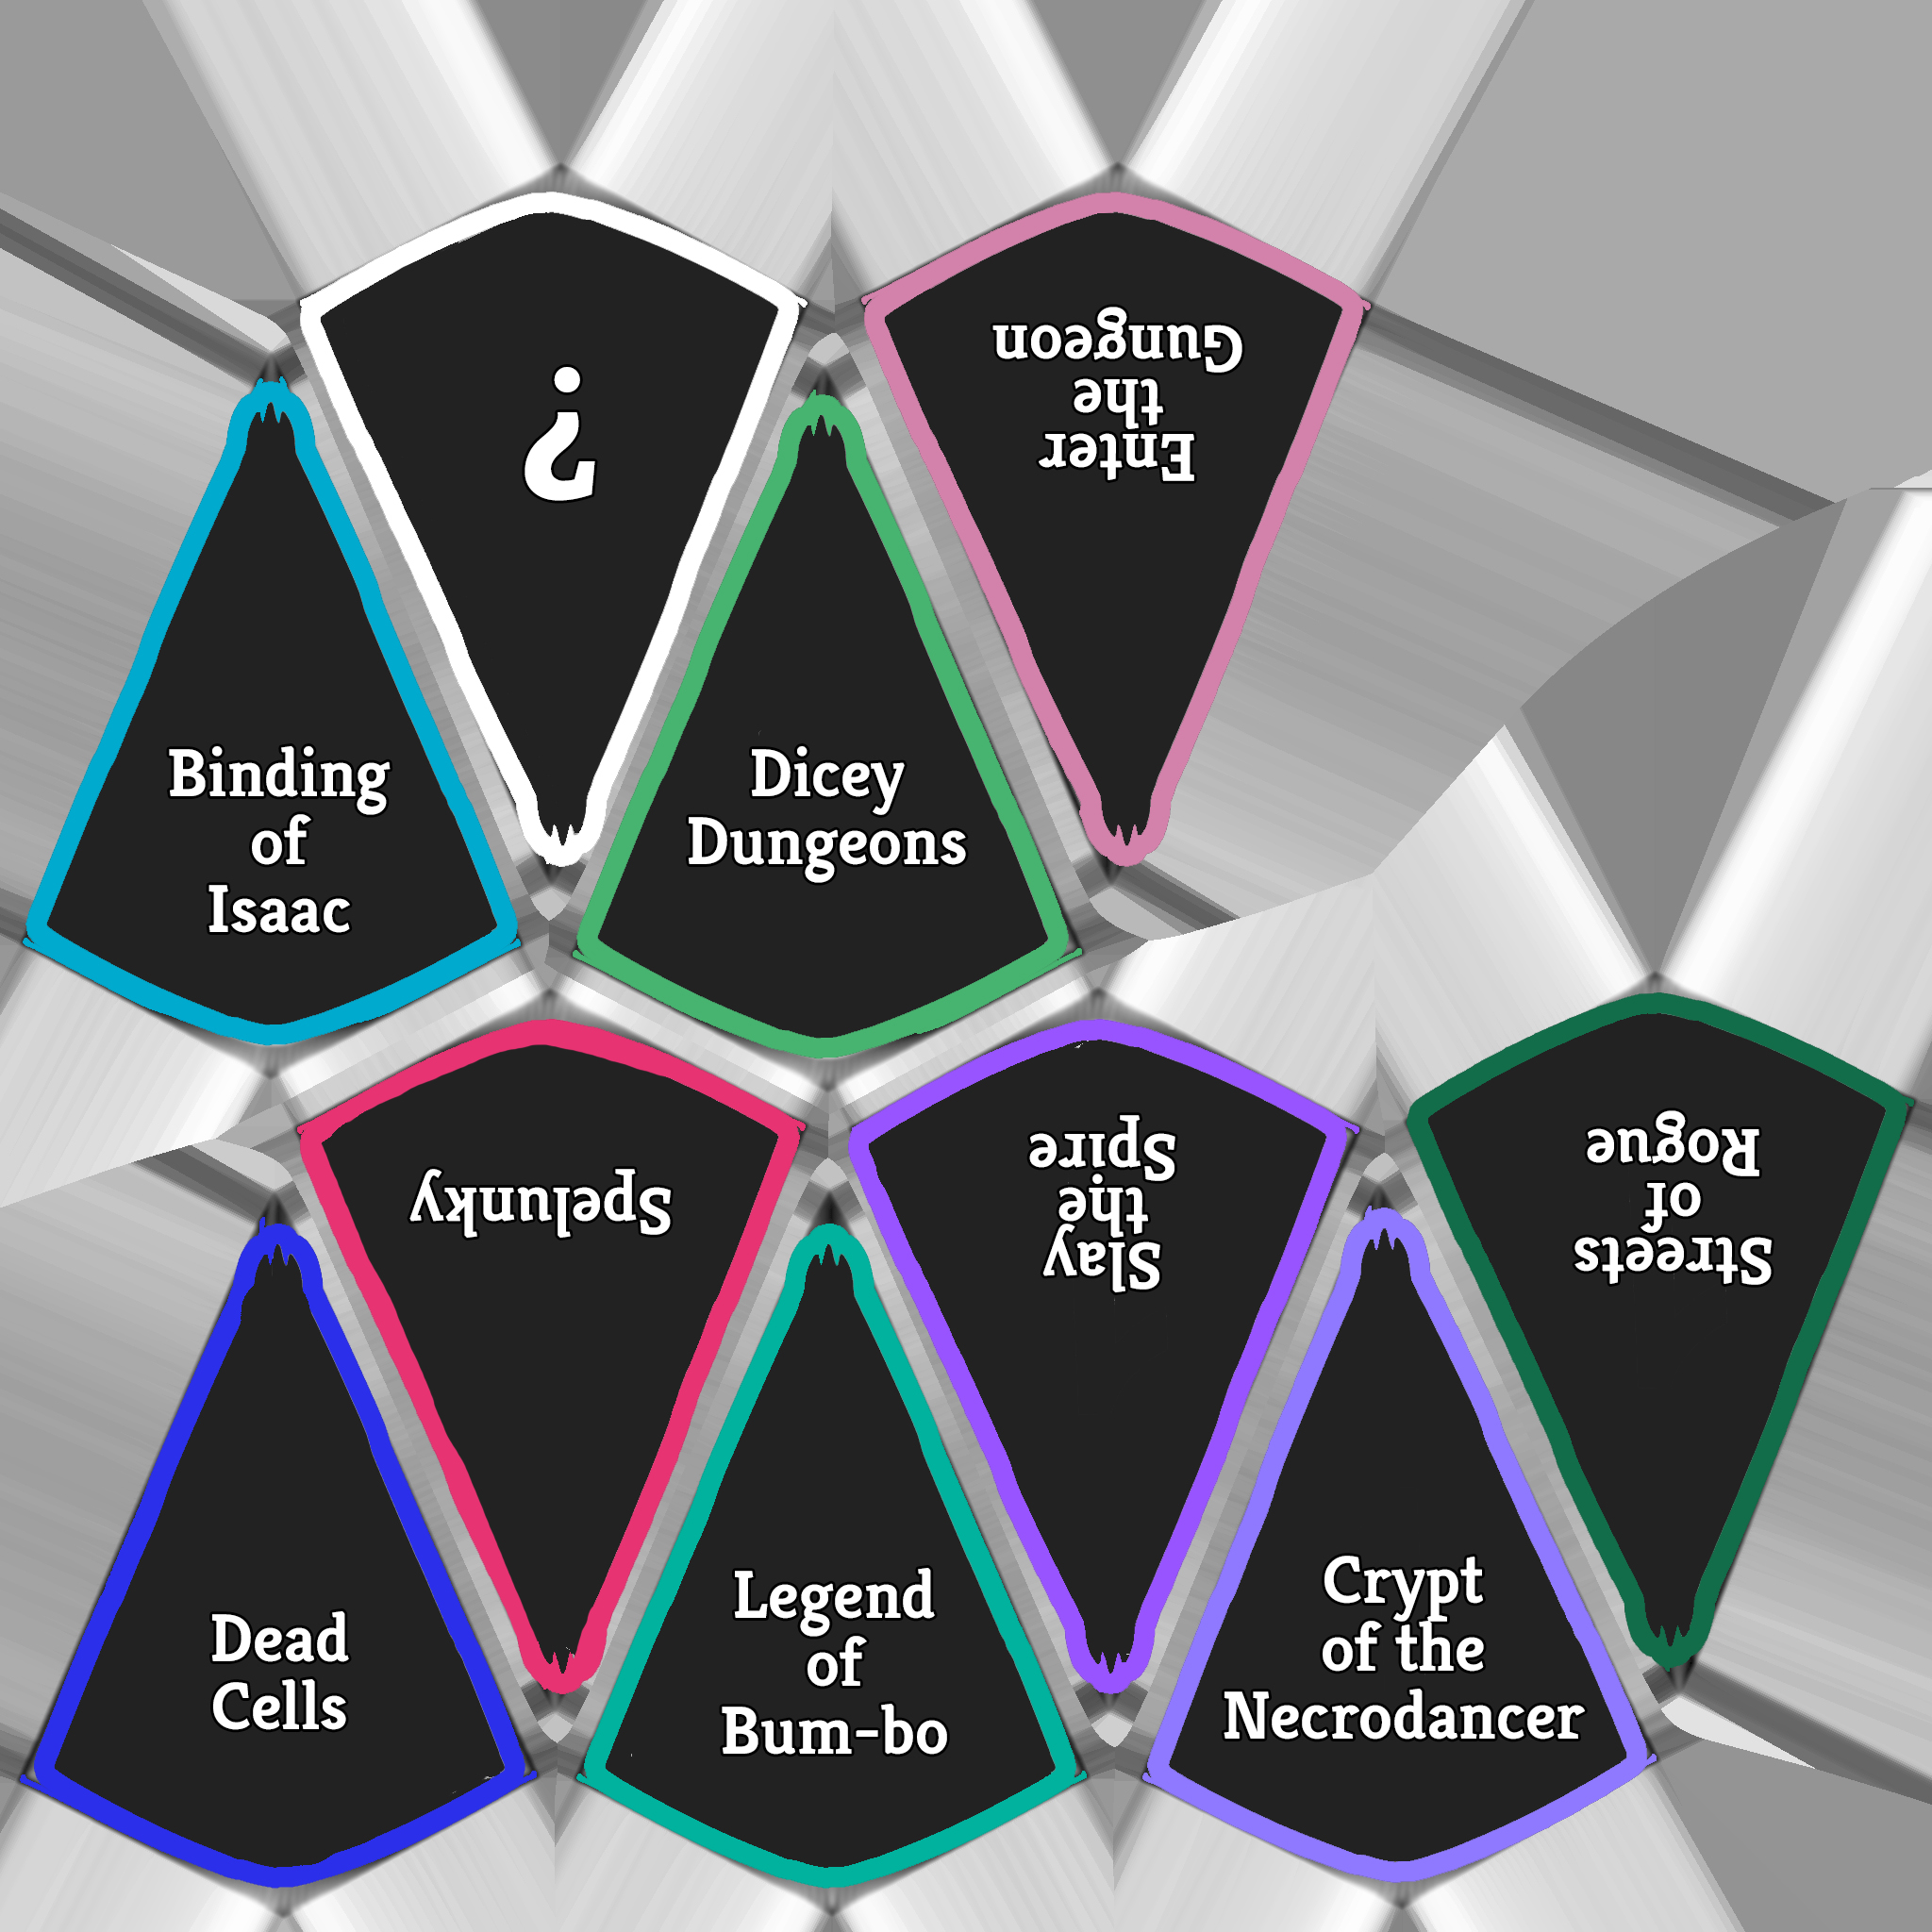 ?
Enter
the
Gungeon
Binding
of
Isaac
Dicey
Dungeons
Spelunky
Slay
the
Spire
Streets
of
Rogue
Dead
Cells
Legend
of
Bum-bo
Crypt
of the
Necrodancer